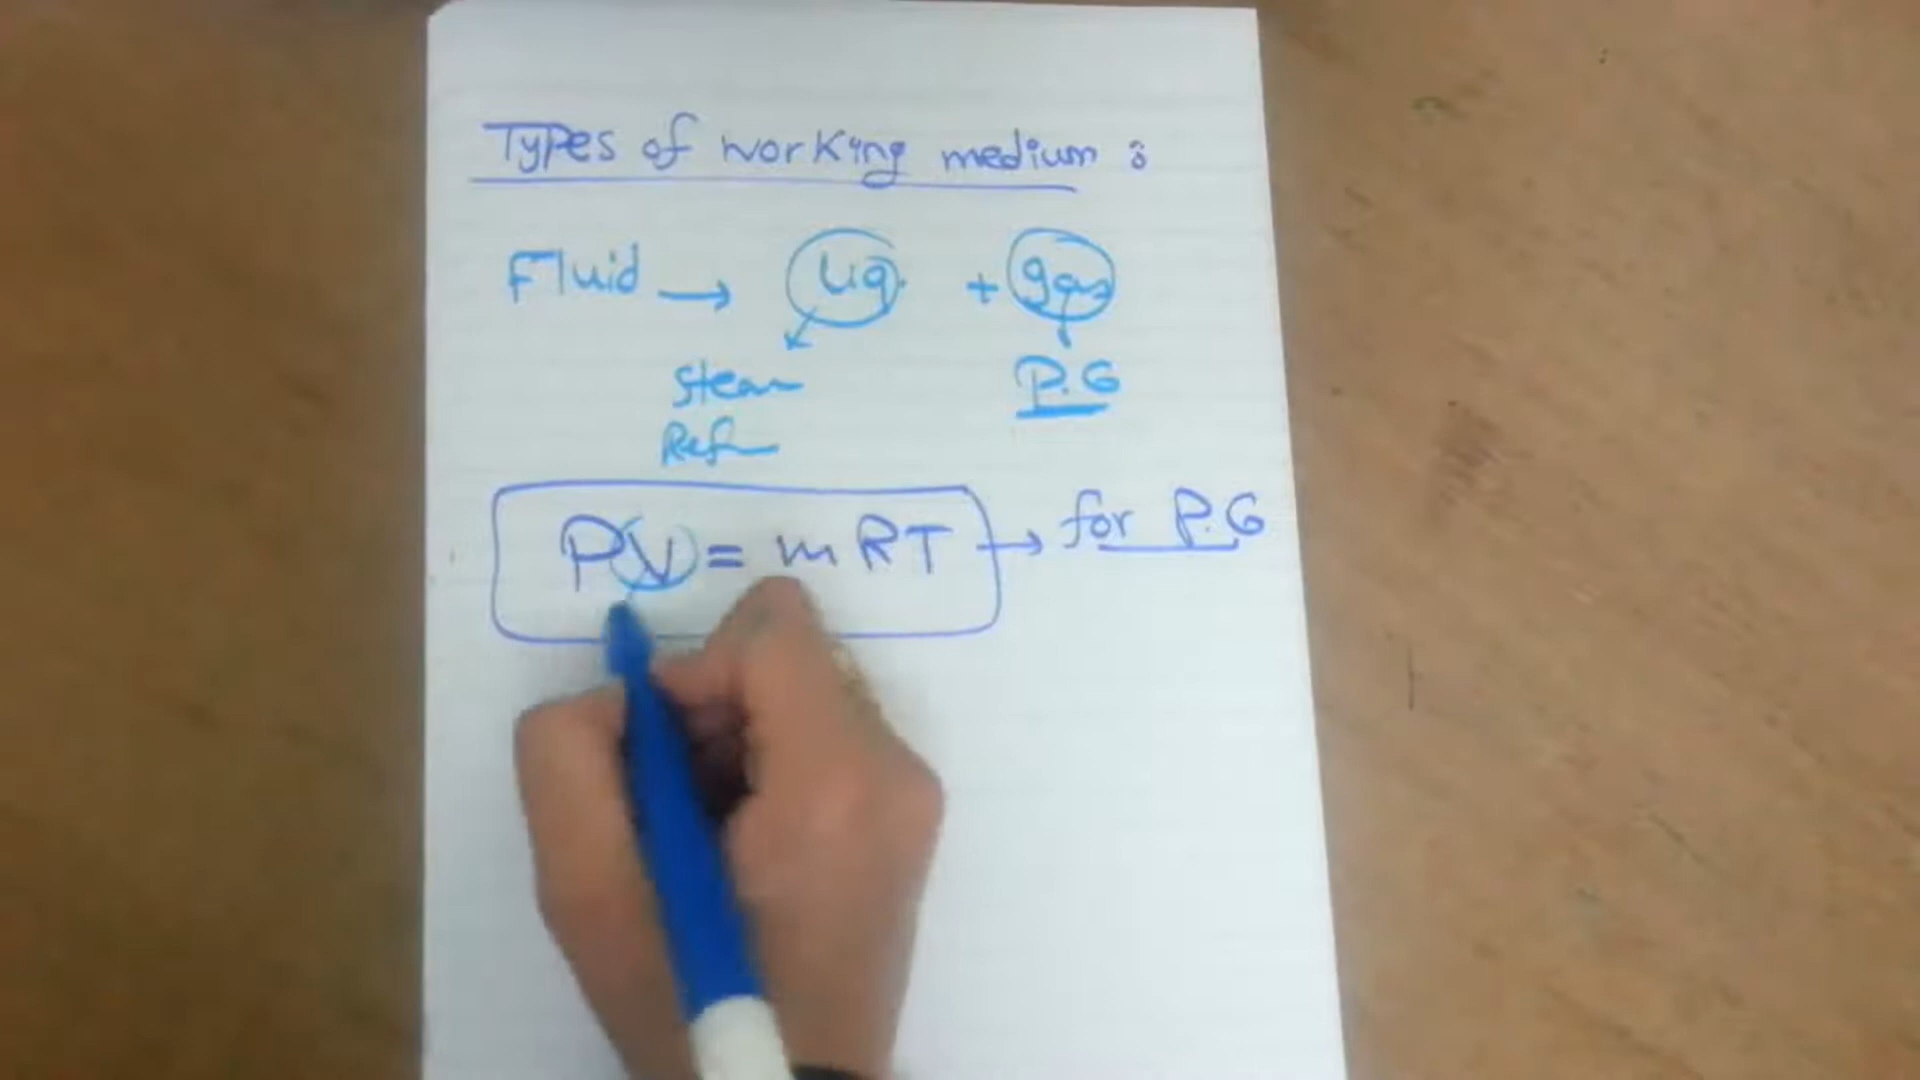 Types of working medium :
Fluid → Liq. + gas
Steam P.G
Ref
PV = mRT → for P.G